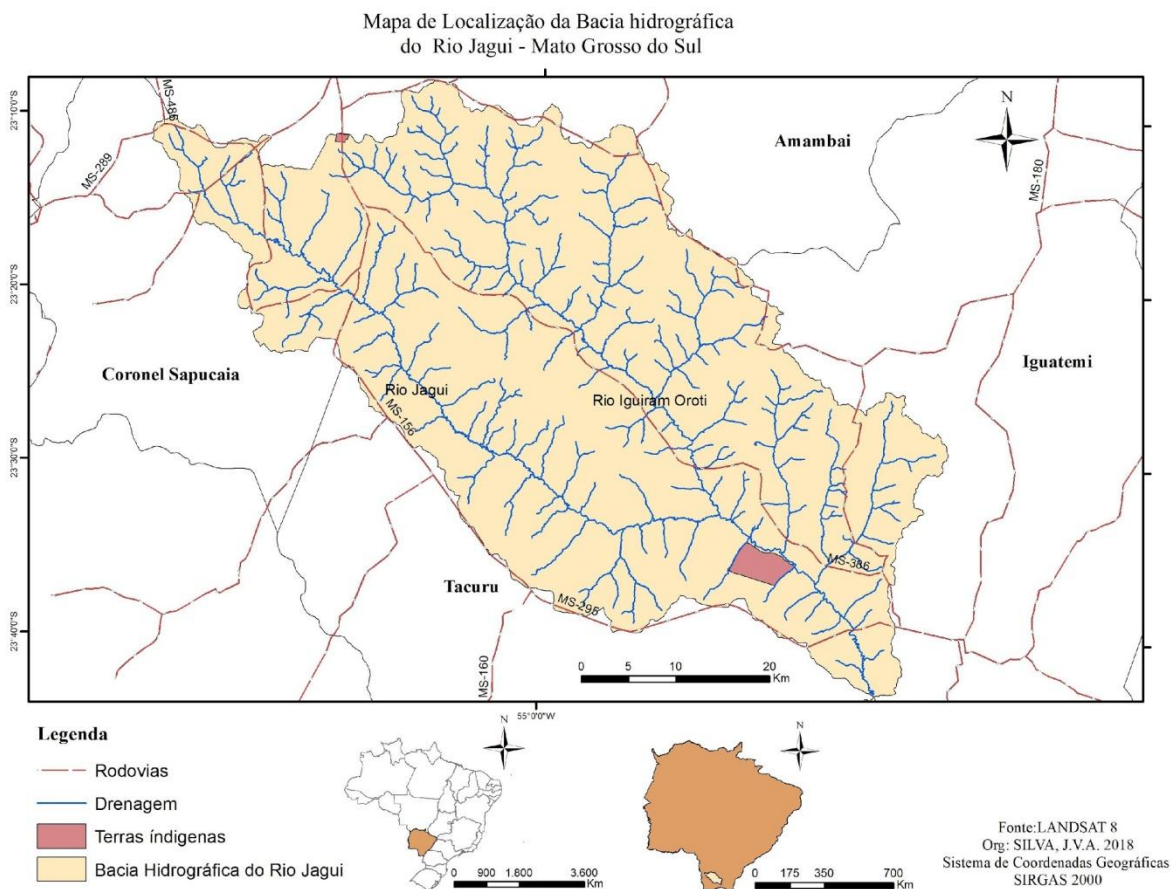 Mapa de Localização da Bacia hidrográfica
do Rio Jagui - Mato Grosso do Sul
23°10'0"S
23°20'0"S
23°30'0"S
23°40'0"S
MS-485
MS-289
Amambai
N
MS-180
Coronel Sapucaia
Iguatemi
Rio Jagui
Rio Iguiram Oroti
MS-156
MS-386
Tacuru
MS-295
MS-160
0 5 10 20
Km
55°0'0"W
Legenda
Rodovias
Drenagem
Terras índigenas
Bacia Hidrográfica do Rio Jagui
N
0 900 1.800 3.600
Km
N
0 175 350 700
Km
Fonte:LANDSAT 8
Org: SILVA, J.V.A. 2018
Sistema de Coordenadas Geográficas
SIRGAS 2000